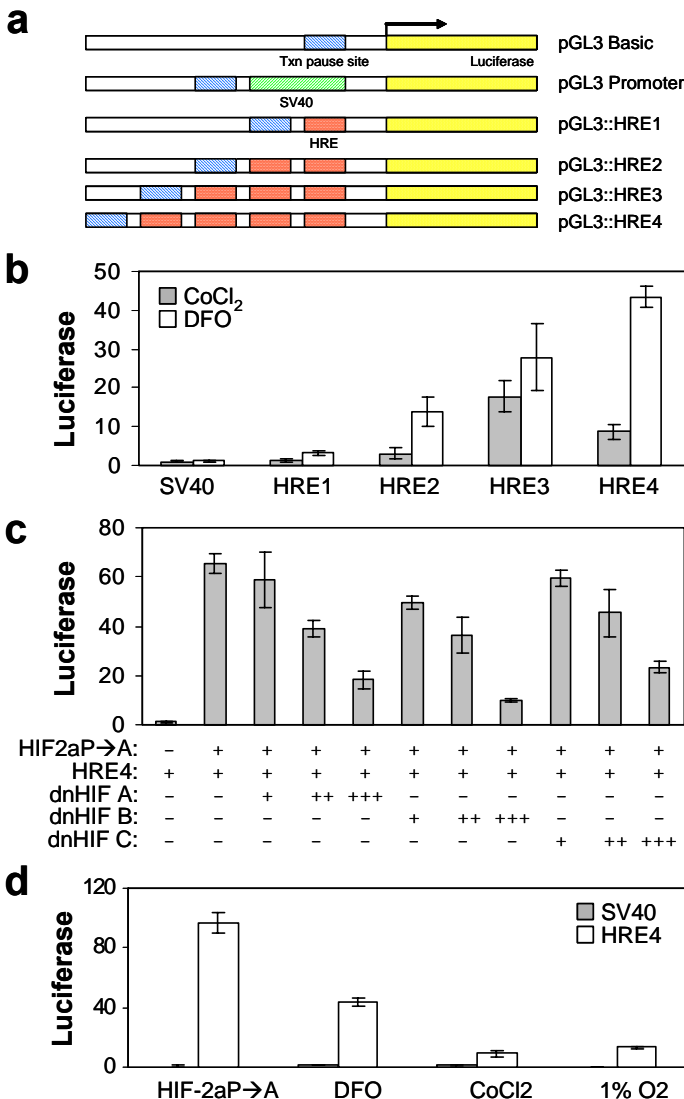 a
pGL3 Basic
Txn pause site Luciferase
pGL3 Promoter
SV40
pGL3::HRE1
HRE
pGL3::HRE2
pGL3::HRE3
pGL3::HRE4
b
50
40
30
20
10
0
Luciferase
CoCl2
DFO
SV40 HRE1 HRE2 HRE3 HRE4
c
80
60
40
20
0
Luciferase
HIF2aP→A: – + + + + + + + + + +
HRE4: + + + + + + + + + + +
dnHIF A: – – + ++ +++ – – – – – –
dnHIF B: – – – – – + ++ +++ – – –
dnHIF C: – – – – – – – – + ++ +++
d
120
80
40
0
Luciferase
SV40
HRE4
HIF-2aP→A DFO CoCl2 1% O2